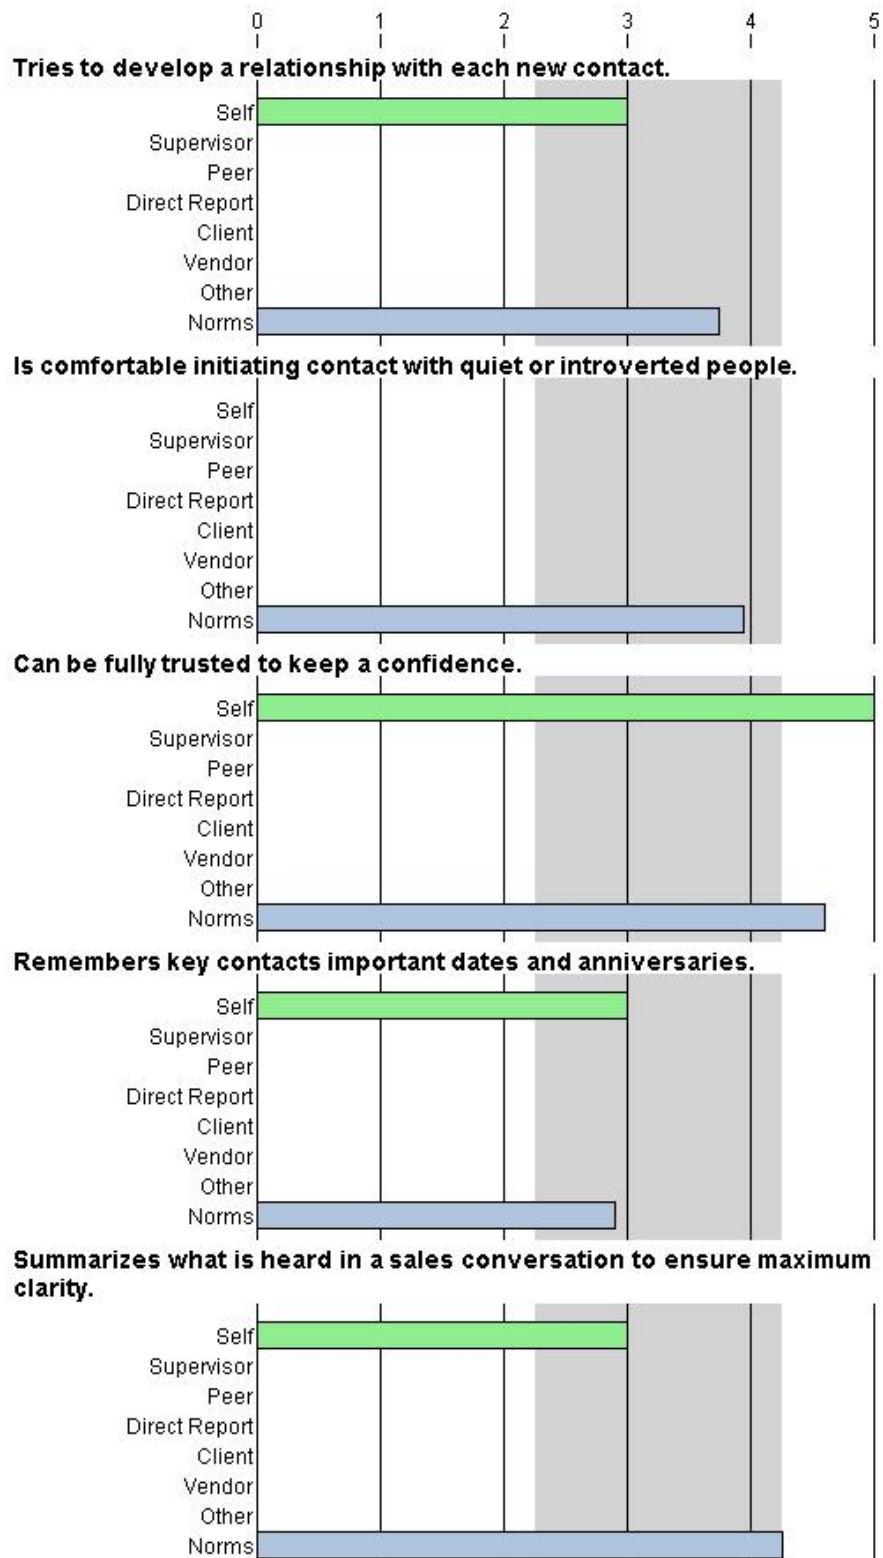 0 1 2 3 4 5
Tries to develop a relationship with each new contact.
Self
Supervisor
Peer
Direct Report
Client
Vendor
Other
Norms
Is comfortable initiating contact with quiet or introverted people.
Self
Supervisor
Peer
Direct Report
Client
Vendor
Other
Norms
Can be fully trusted to keep a confidence.
Self
Supervisor
Peer
Direct Report
Client
Vendor
Other
Norms
Remembers key contacts important dates and anniversaries.
Self
Supervisor
Peer
Direct Report
Client
Vendor
Other
Norms
Summarizes what is heard in a sales conversation to ensure maximum
clarity.
Self
Supervisor
Peer
Direct Report
Client
Vendor
Other
Norms